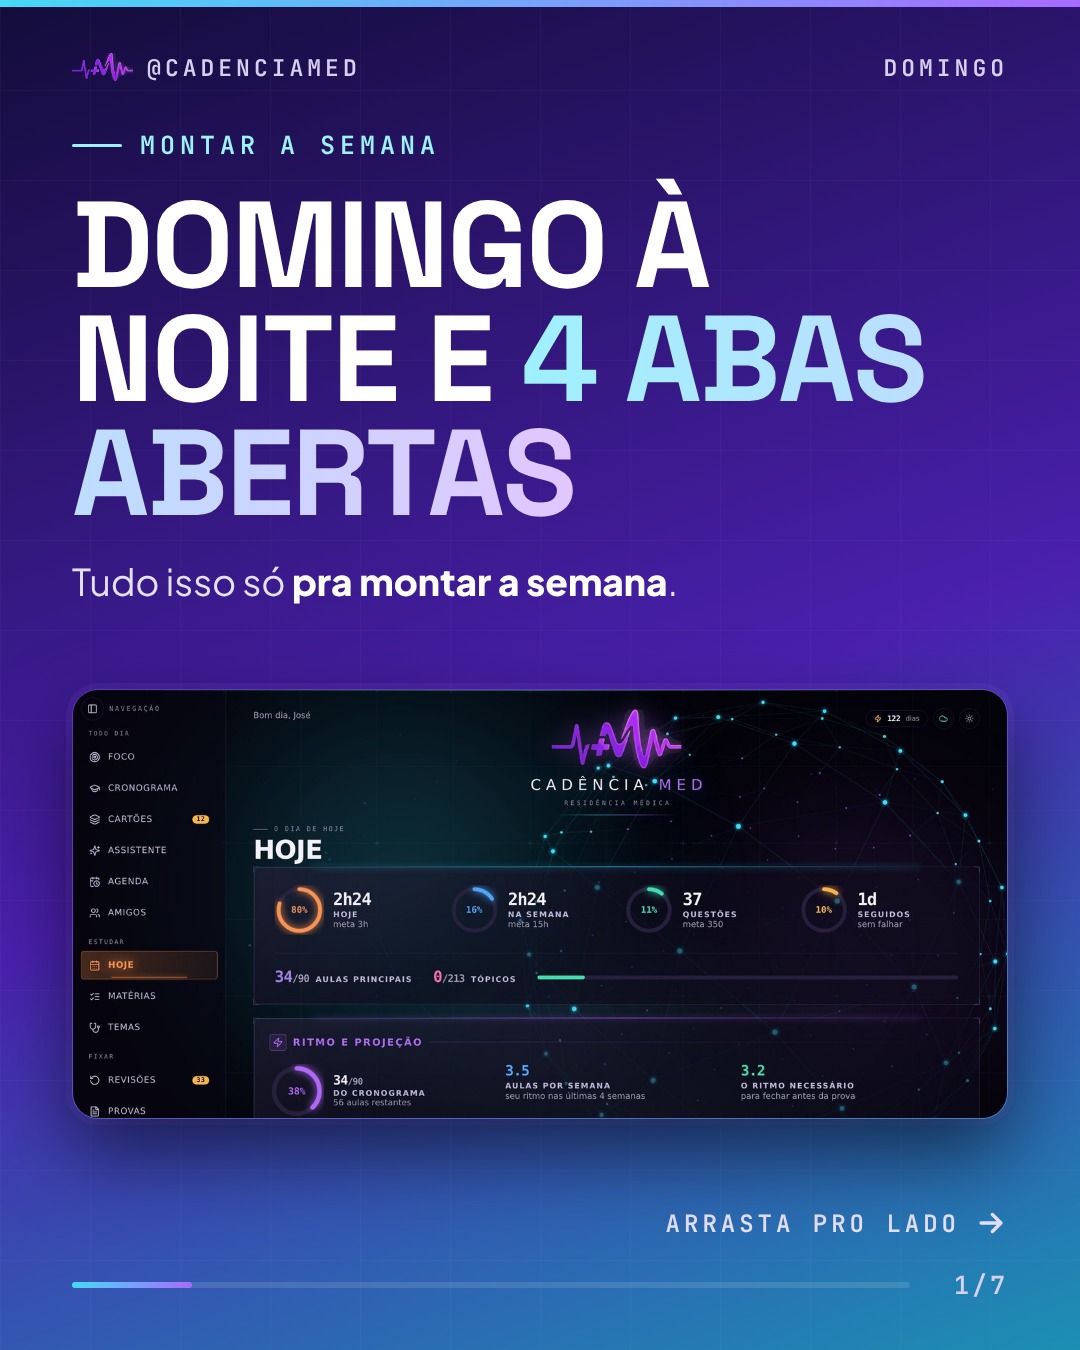 @CADENCIAMED
DOMINGO
MONTAR A SEMANA
DOMINGO À
NOITE E 4 ABAS
ABERTAS
Tudo isso só pra montar a semana.
NAVEGAÇÃO
TODO DIA
FOCO
CRONOGRAMA
CARTÕES 12
ASSISTENTE
AGENDA
AMIGOS
ESTUDAR
HOJE
MATÉRIAS
TEMAS
FIXAR
REVISÕES 33
PROVAS
Bom dia, José
122 dias
CADÊNCIA MED
RESIDÊNCIA MÉDICA
O DIA DE HOJE
HOJE
80%
2h24
HOJE
meta 3h
16%
2h24
NA SEMANA
meta 15h
11%
37
QUESTÕES
meta 350
10%
1d
SEGUIDOS
sem falhar
34/90 AULAS PRINCIPAIS
0/213 TÓPICOS
RITMO E PROJEÇÃO
38%
34/90
DO CRONOGRAMA
56 aulas restantes
3.5
AULAS POR SEMANA
seu ritmo nas últimas 4 semanas
3.2
O RITMO NECESSÁRIO
para fechar antes da prova
ARRASTA PRO LADO →
1/7